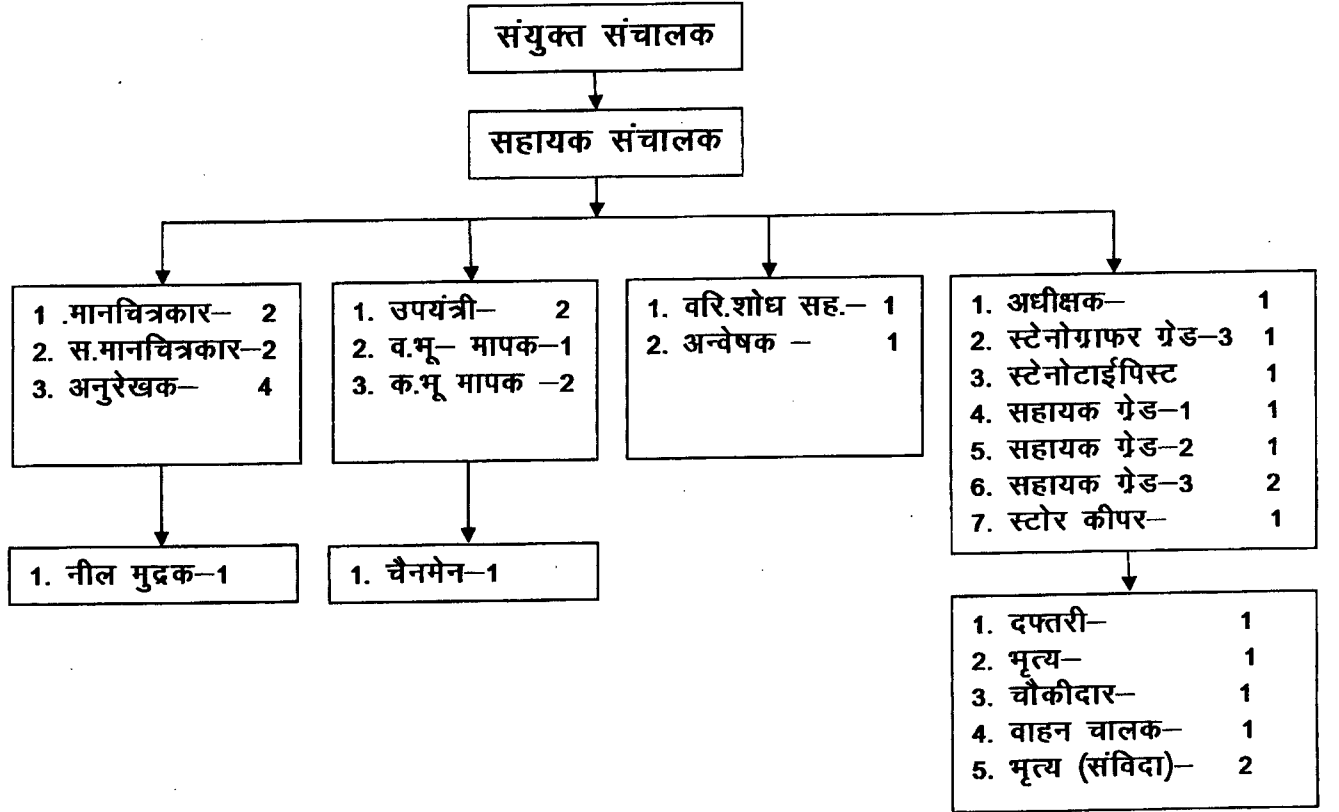 संयुक्त संचालक
सहायक संचालक
1 .मानचित्रकार– 2
2. स.मानचित्रकार–2
3. अनुरेखक– 4
1. उपयंत्री– 2
2. व.भू– मापक–1
3. क.भू मापक –2
1. वरि.शोध सह.– 1
2. अन्वेषक – 1
1. अधीक्षक– 1
2. स्टेनोग्राफर ग्रेड–3 1
3. स्टेनोटाईपिस्ट 1
4. सहायक ग्रेड–1 1
5. सहायक ग्रेड–2 1
6. सहायक ग्रेड–3 2
7. स्टोर कीपर– 1
1. नील मुद्रक–1
1. चैनमेन–1
1. दफ्तरी– 1
2. भृत्य– 1
3. चौकीदार– 1
4. वाहन चालक– 1
5. भृत्य (संविदा)– 2